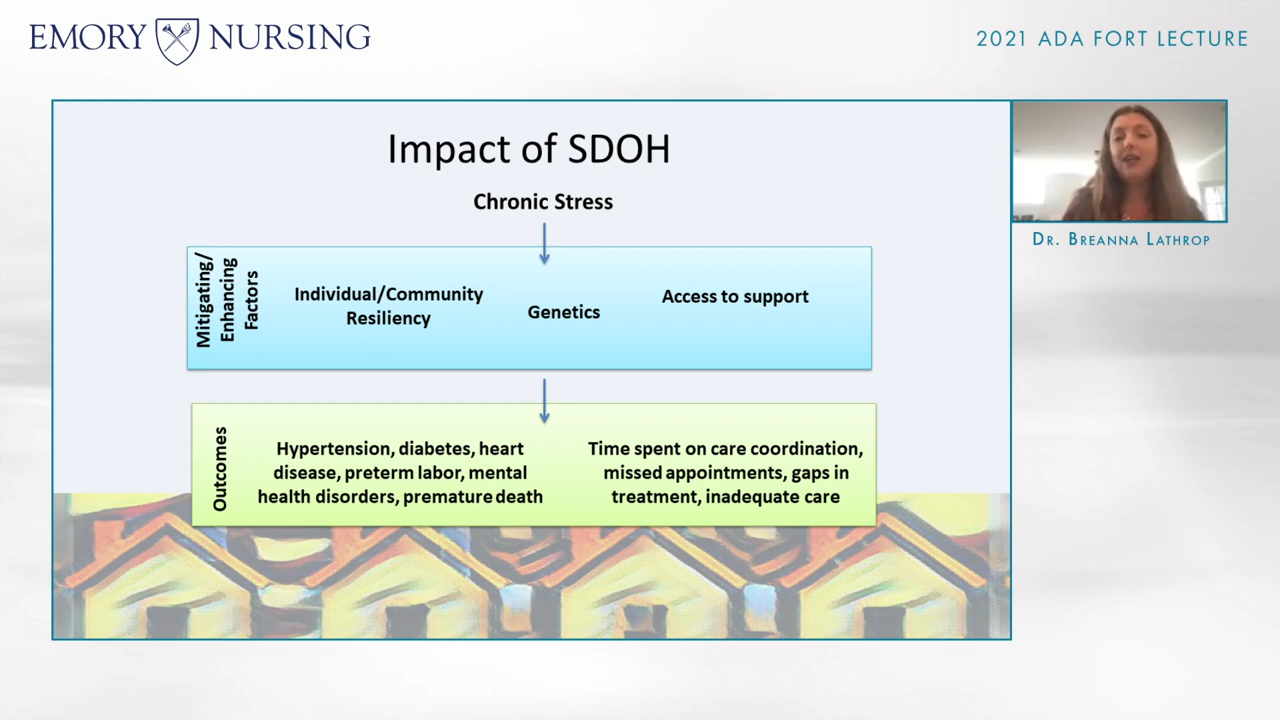 EMORY NURSING
2021 ADA FORT LECTURE
Impact of SDOH
Chronic Stress
Mitigating/
Enhancing
Factors
Individual/Community
Resiliency
Genetics
Access to support
Outcomes
Hypertension, diabetes, heart
disease, preterm labor, mental
health disorders, premature death
Time spent on care coordination,
missed appointments, gaps in
treatment, inadequate care
DR. BREANNA LATHROP